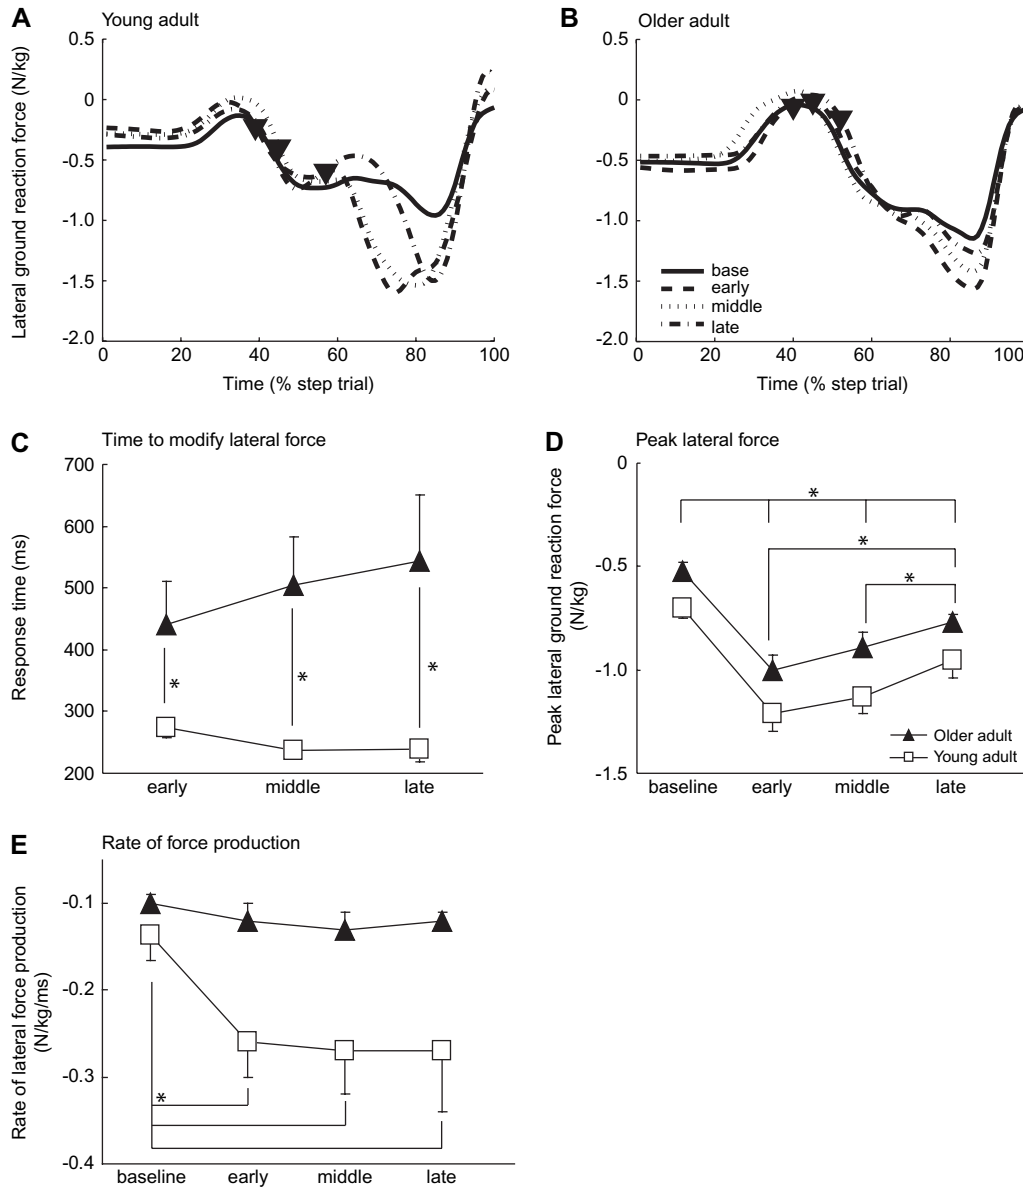 A
Young adult
Lateral ground reaction force (N/kg)
0.5
0
-0.5
-1.0
-1.5
-2.0
0
20
40
60
80
100
Time (% step trial)
B
Older adult
0.5
0
-0.5
-1.0
-1.5
-2.0
base
early
middle
late
0
20
40
60
80
100
Time (% step trial)
C
Time to modify lateral force
Response time (ms)
700
600
500
400
300
200
*
*
*
early
middle
late
D
Peak lateral force
Peak lateral ground reaction force
(N/kg)
0
-0.5
-1.0
-1.5
*
*
*
Older adult
Young adult
baseline
early
middle
late
E
Rate of force production
Rate of lateral force production
(N/kg/ms)
-0.1
-0.2
-0.3
-0.4
*
baseline
early
middle
late